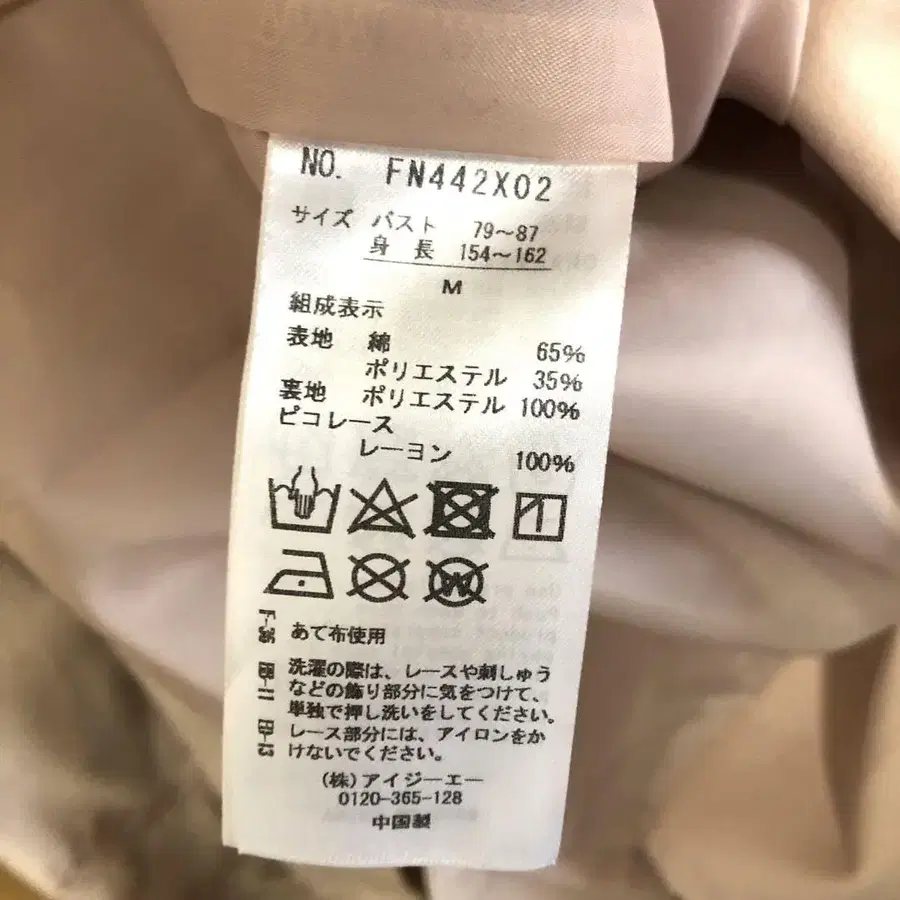 NO. FN442X02
サイズ バスト 79～87
身長 154～162
M
組成表示
表地 綿 65%
ポリエステル 35%
裏地 ポリエステル 100%
ピコレース
レーヨン 100%
あて布使用
洗濯の際は、レースや刺しゅう
などの飾り部分に気をつけて、
単独で押し洗いをしてください。
レース部分には、アイロンをか
けないでください。
(株)アイジーエー
0120-365-128
中国製